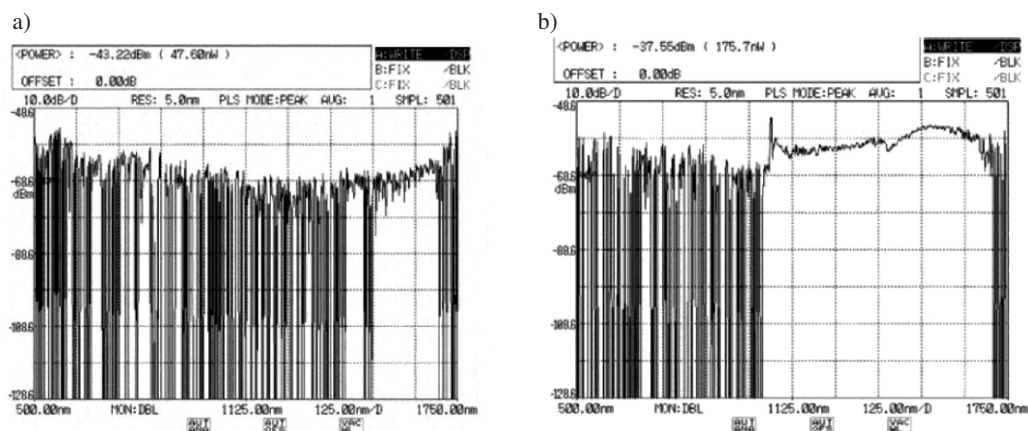 a)
<POWER> : -43.22dBm ( 47.60nW )
OFFSET : 0.00dB
A:WRITE /DSP
B:FIX /BLK
C:FIX /BLK
10.0dB/D RES: 5.0nm PLS MODE:PEAK AVG: 1 SMPL: 501
-48.6
-68.6
dBm
-88.6
-108.6
-128.6
500.00nm MON:DBL 1125.00nm 125.00nm/D 1750.00nm
b)
<POWER> : -37.55dBm ( 175.7nW )
OFFSET : 0.00dB
A:WRITE /DSP
B:FIX /BLK
C:FIX /BLK
10.0dB/D RES: 5.0nm PLS MODE:PEAK AVG: 1 SMPL: 501
-48.6
-68.6
dBm
-88.6
-108.6
-128.6
500.00nm MON:DBL 1125.00nm 125.00nm/D 1750.00nm